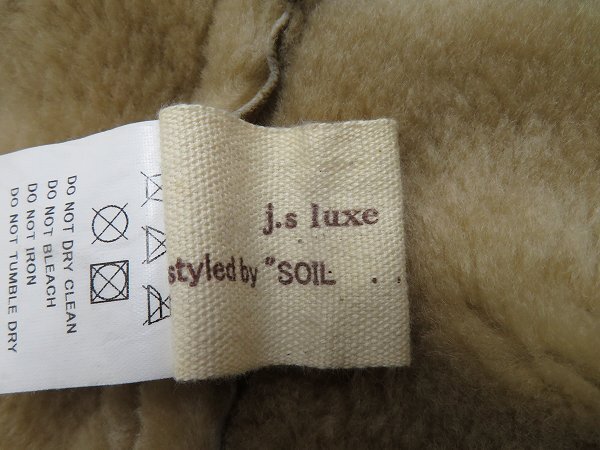 j.s luxe
styled by "SOIL ...
DO NOT DRY CLEAN
DO NOT BLEACH
DO NOT IRON
DO NOT TUMBLE DRY